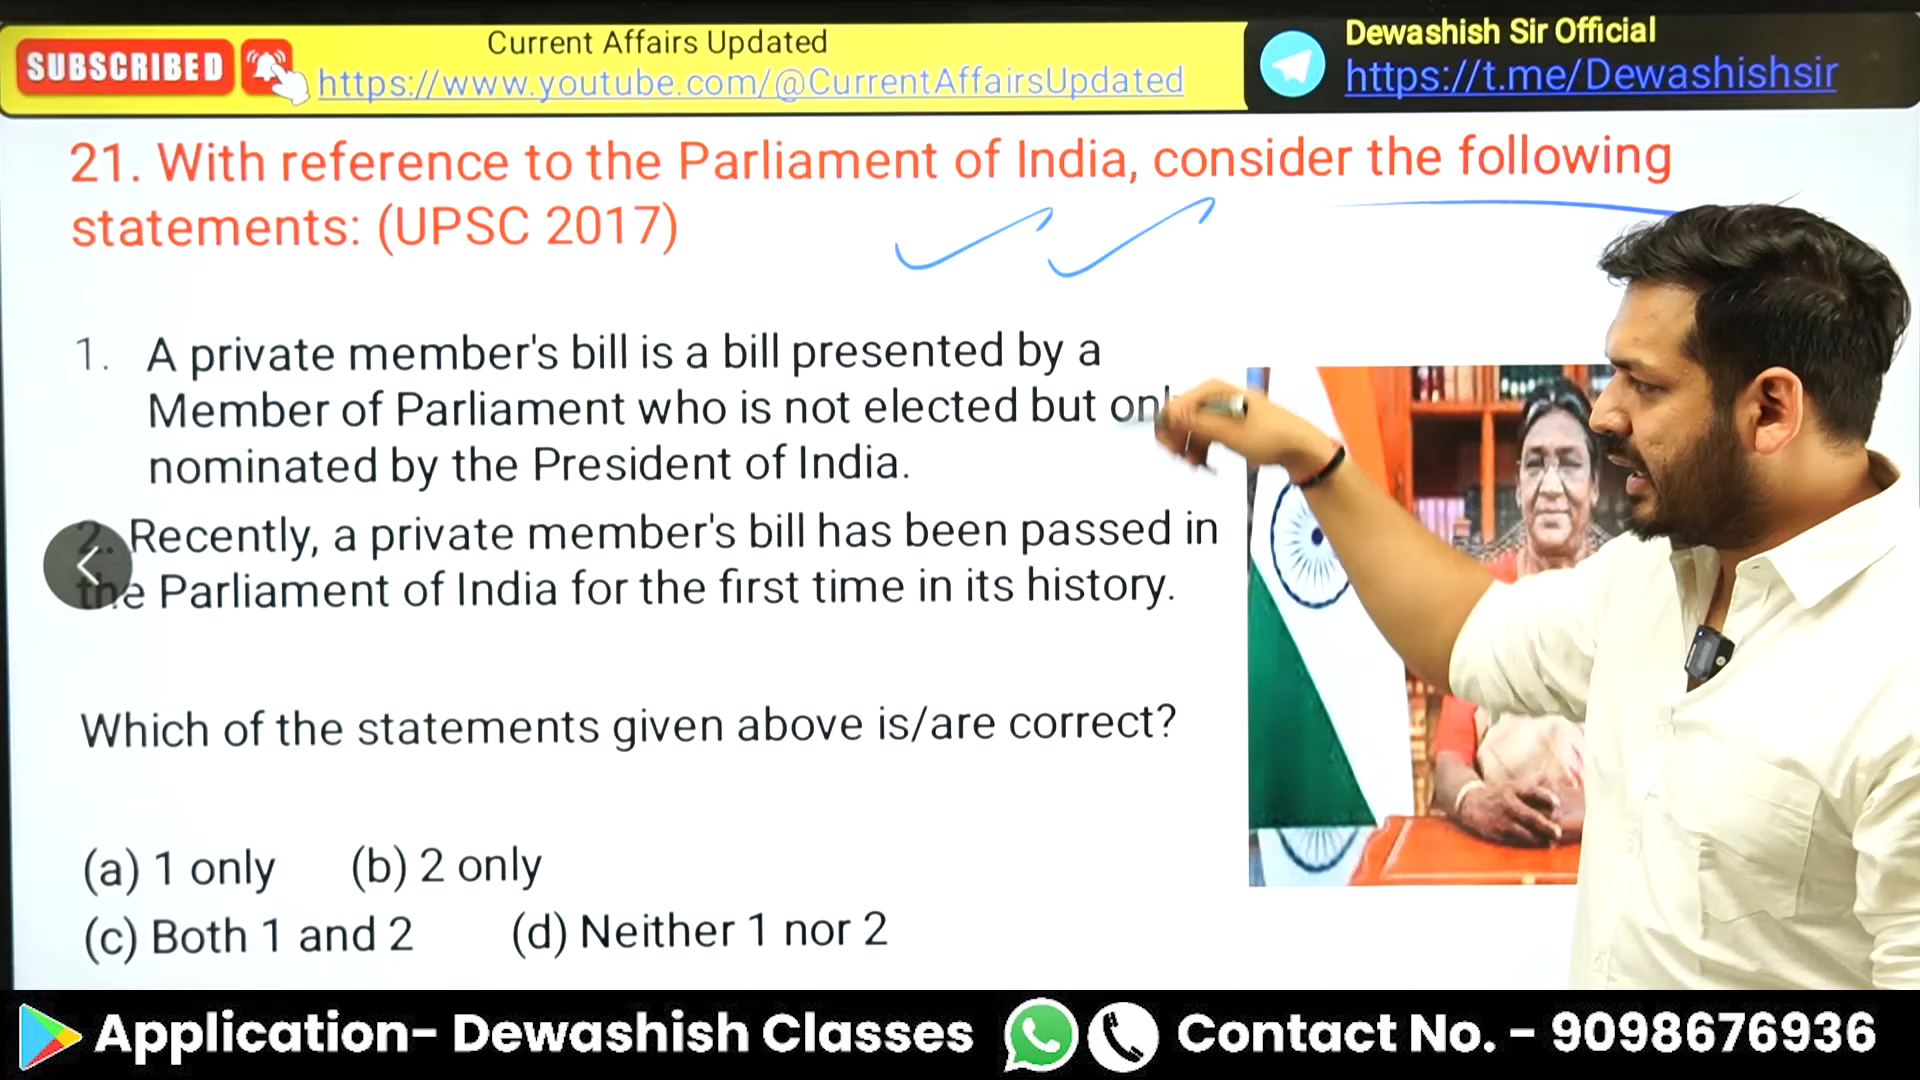 SUBSCRIBED
Current Affairs Updated
https://www.youtube.com/@CurrentAffairsUpdated
Dewashish Sir Official
https://t.me/Dewashishsir
21. With reference to the Parliament of India, consider the following
statements: (UPSC 2017)
1. A private member's bill is a bill presented by a
Member of Parliament who is not elected but
nominated by the President of India.
2. Recently, a private member's bill has been passed in
the Parliament of India for the first time in its history.
Which of the statements given above is/are correct?
(a) 1 only (b) 2 only
(c) Both 1 and 2 (d) Neither 1 nor 2
Application- Dewashish Classes
Contact No. - 9098676936